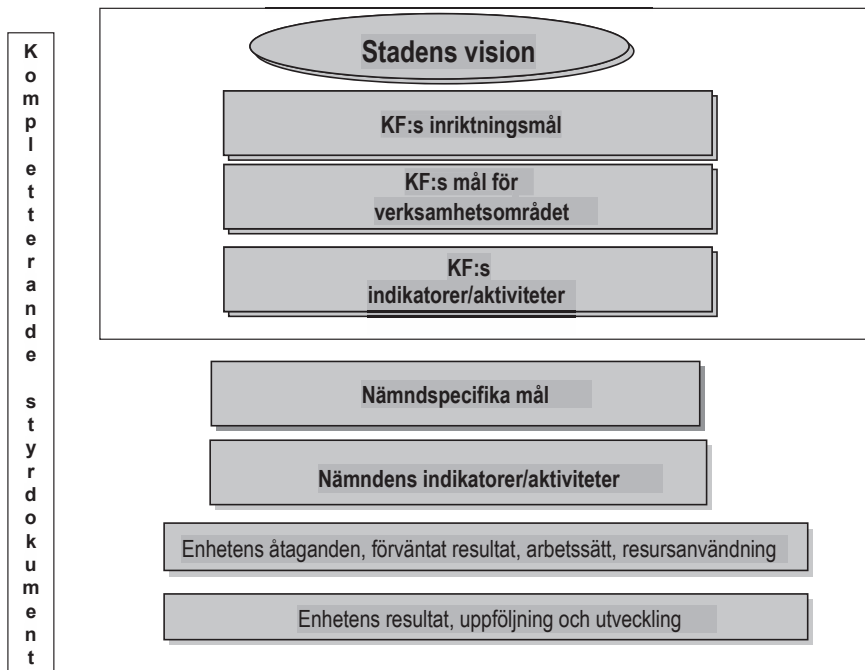 Kompletterande styrdokument
Stadens vision
KF:s inriktningsmål
KF:s mål för
verksamhetsområdet
KF:s
indikatorer/aktiviteter
Nämndspecifika mål
Nämndens indikatorer/aktiviteter
Enhetens åtaganden, förväntat resultat, arbetssätt, resursanvändning
Enhetens resultat, uppföljning och utveckling